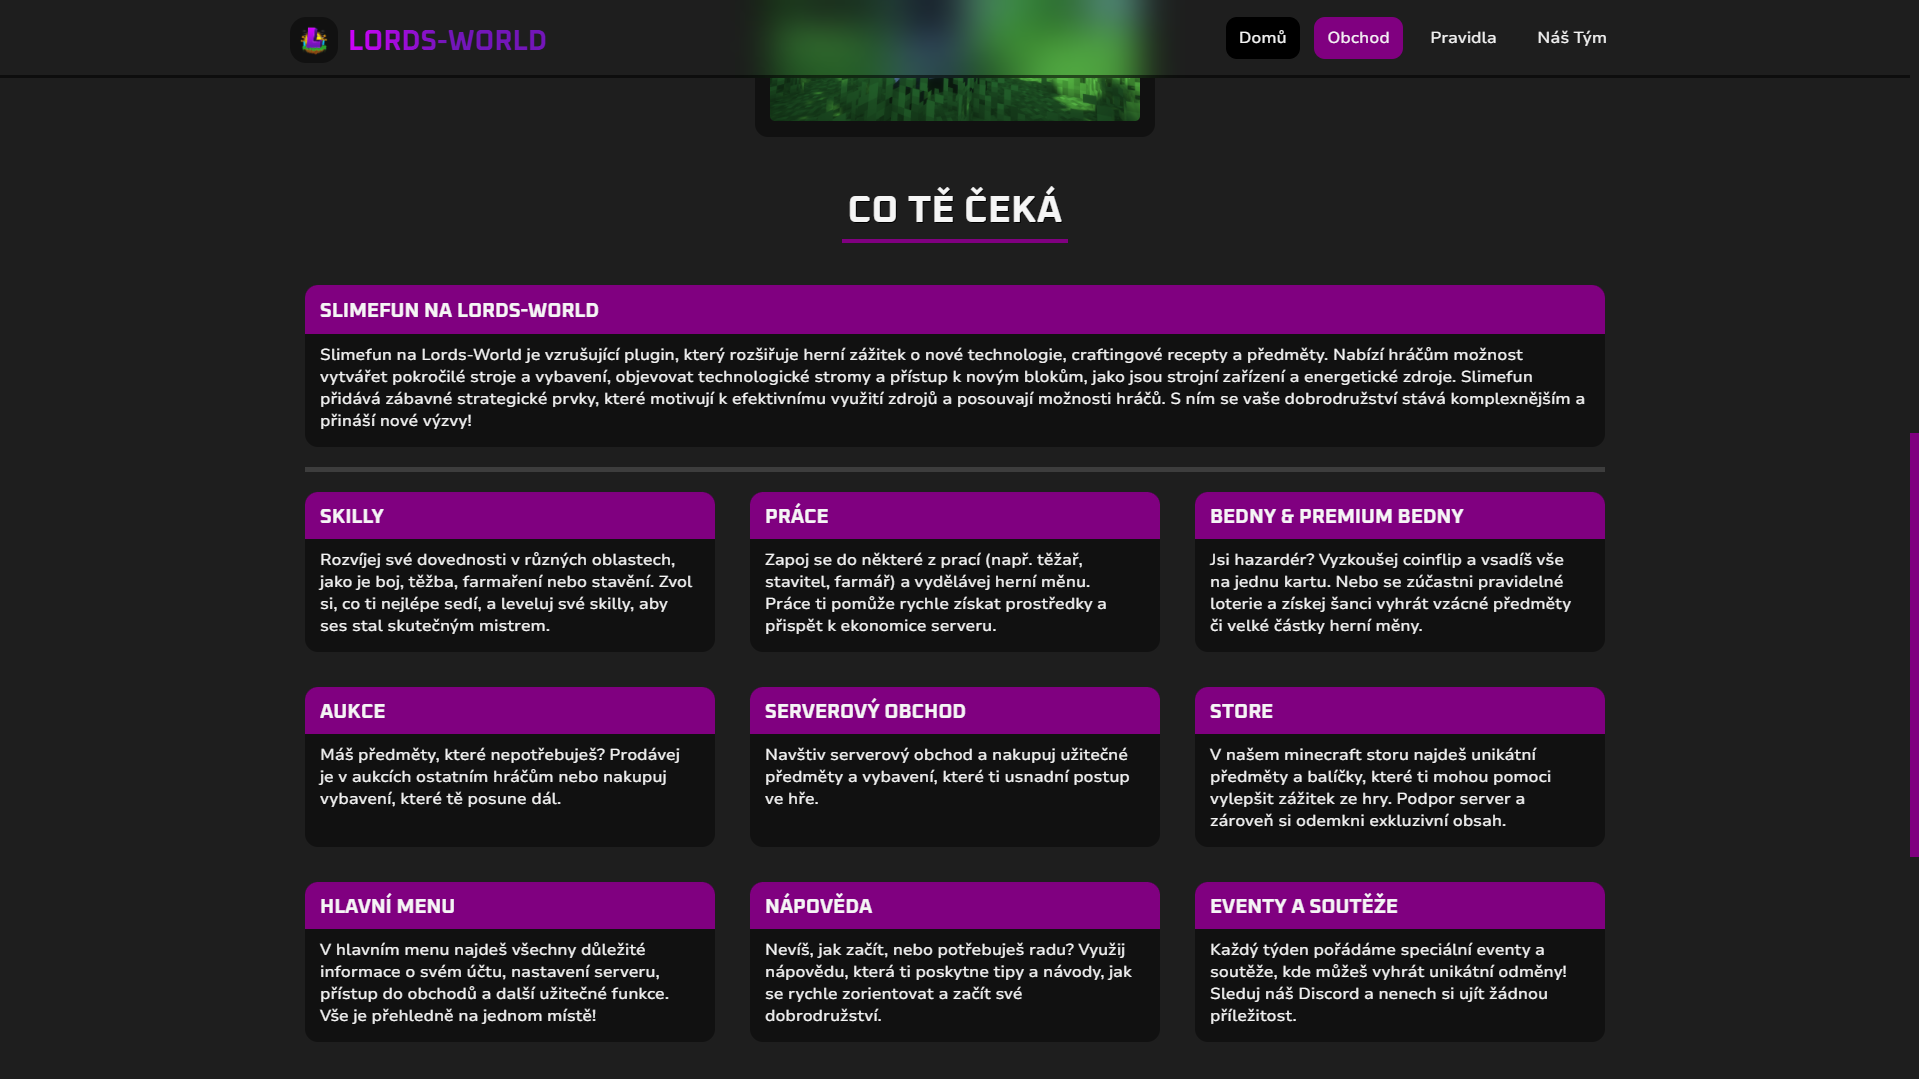 LORDS-WORLD
Domů
Obchod
Pravidla
Náš Tým
CO TĚ ČEKÁ
SLIMEFUN NA LORDS-WORLD
Slimefun na Lords-World je vzrušující plugin, který rozšiřuje herní zážitek o nové technologie, craftingové recepty a předměty. Nabízí hráčům možnost
vytvářet pokročilé stroje a vybavení, objevovat technologické stromy a přístup k novým blokům, jako jsou strojní zařízení a energetické zdroje. Slimefun
přidává zábavné strategické prvky, které motivují k efektivnímu využití zdrojů a posouvají možnosti hráčů. S ním se vaše dobrodružství stává komplexnějším a
přináší nové výzvy!
SKILLY
Rozvíjej své dovednosti v různých oblastech,
jako je boj, těžba, farmaření nebo stavění. Zvol
si, co ti nejlépe sedí, a leveluj své skilly, aby
ses stal skutečným mistrem.
PRÁCE
Zapoj se do některé z prací (např. těžař,
stavitel, farmář) a vydělávej herní měnu.
Práce ti pomůže rychle získat prostředky a
přispět k ekonomice serveru.
BEDNY & PREMIUM BEDNY
Jsi hazardér? Vyzkoušej coinflip a vsadíš vše
na jednu kartu. Nebo se zúčastni pravidelné
loterie a získej šanci vyhrát vzácné předměty
či velké částky herní měny.
AUKCE
Máš předměty, které nepotřebuješ? Prodávej
je v aukcích ostatním hráčům nebo nakupuj
vybavení, které tě posune dál.
SERVEROVÝ OBCHOD
Navštiv serverový obchod a nakupuj užitečné
předměty a vybavení, které ti usnadní postup
ve hře.
STORE
V našem minecraft storu najdeš unikátní
předměty a balíčky, které ti mohou pomoci
vylepšit zážitek ze hry. Podpor server a
zároveň si odemkni exkluzivní obsah.
HLAVNÍ MENU
V hlavním menu najdeš všechny důležité
informace o svém účtu, nastavení serveru,
přístup do obchodů a další užitečné funkce.
Vše je přehledně na jednom místě!
NÁPOVĚDA
Nevíš, jak začít, nebo potřebuješ radu? Využij
nápovědu, která ti poskytne tipy a návody, jak
se rychle zorientovat a začít své
dobrodružství.
EVENTY A SOUTĚŽE
Každý týden pořádáme speciální eventy a
soutěže, kde můžeš vyhrát unikátní odměny!
Sleduj náš Discord a nenech si ujít žádnou
příležitost.